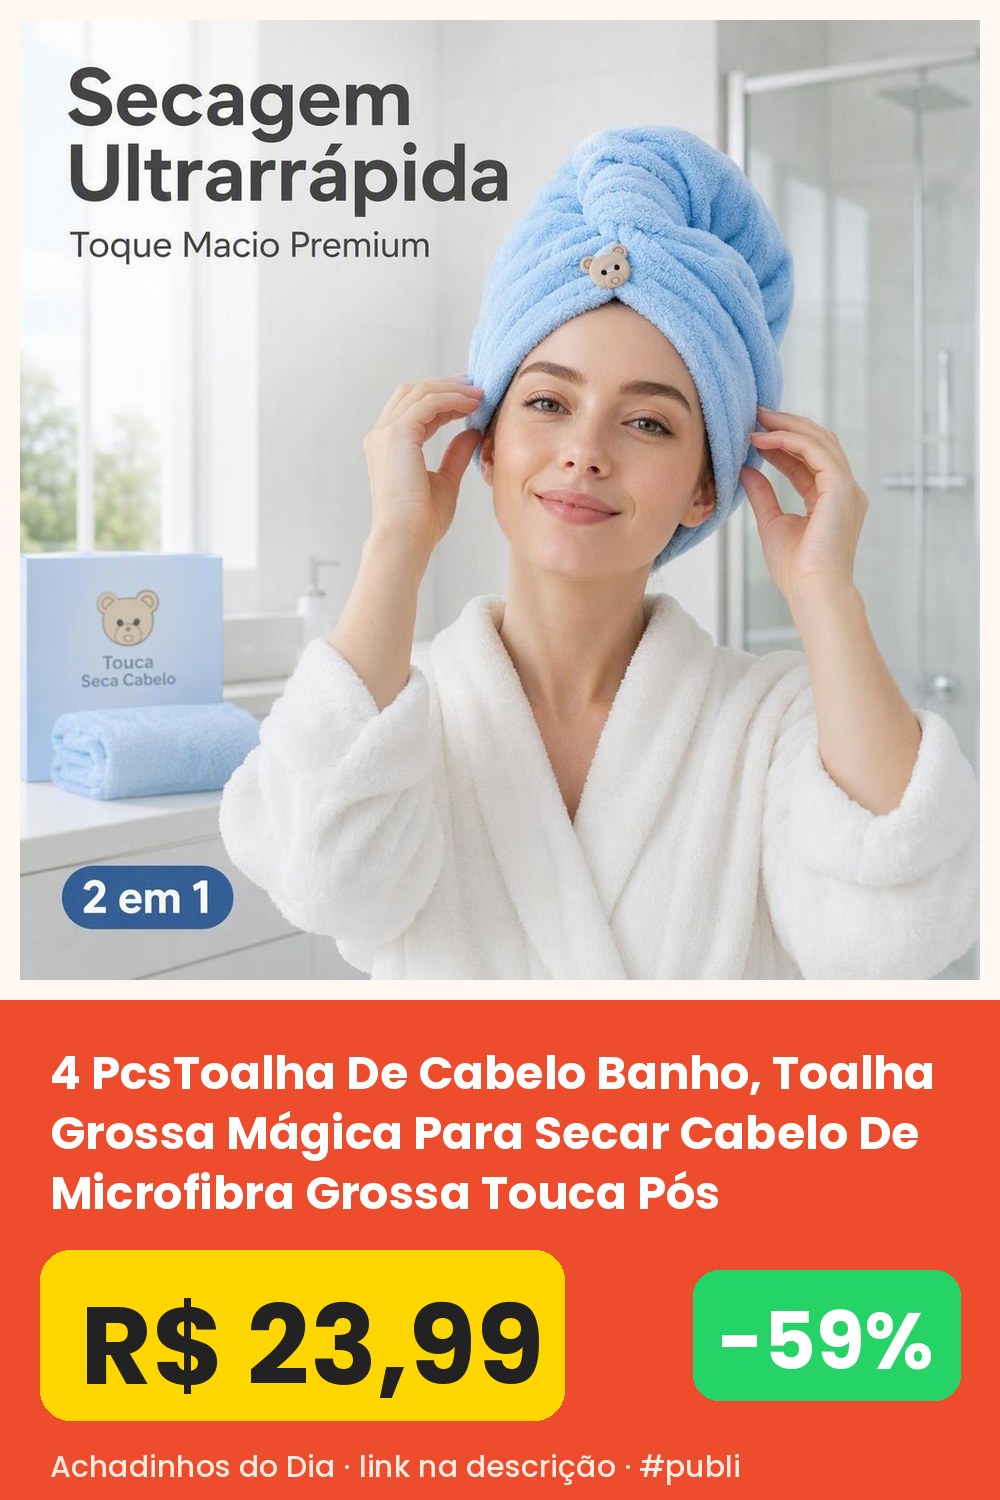 Secagem
Ultrarrápida
Toque Macio Premium
Touca
Seca Cabelo
2 em 1
4 PcsToalha De Cabelo Banho, Toalha
Grossa Mágica Para Secar Cabelo De
Microfibra Grossa Touca Pós
R$ 23,99
-59%
Achadinhos do Dia · link na descrição · #publi